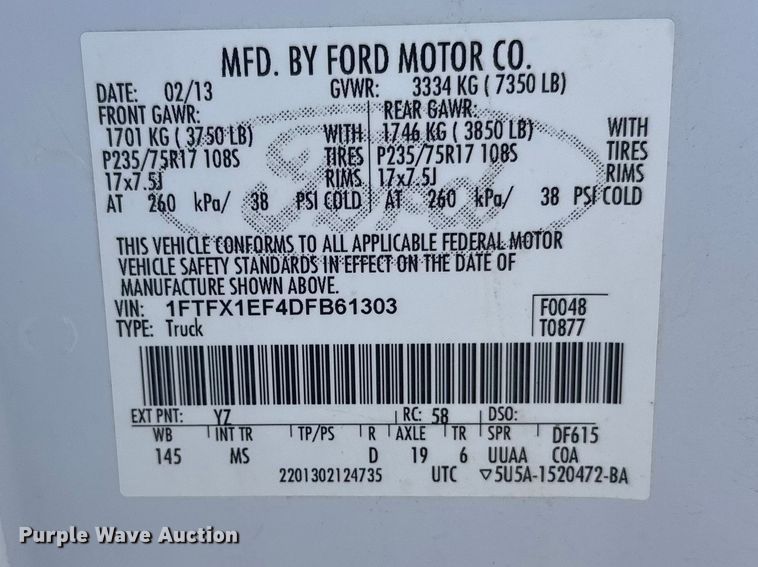 MFD. BY FORD MOTOR CO.
DATE: 02/13 GVWR: 3334 KG ( 7350 LB)
FRONT GAWR: REAR GAWR:
1701 KG ( 3750 LB) WITH 1746 KG ( 3850 LB) WITH
P235/75R17 108S TIRES P235/75R17 108S TIRES
17x7.5J RIMS 17x7.5J RIMS
AT 260 kPa/ 38 PSI COLD AT 260 kPa/ 38 PSI COLD
Ford
THIS VEHICLE CONFORMS TO ALL APPLICABLE FEDERAL MOTOR
VEHICLE SAFETY STANDARDS IN EFFECT ON THE DATE OF
MANUFACTURE SHOWN ABOVE.
VIN: 1FTFX1EF4DFB61303 F0048
TYPE: Truck T0877
EXT PNT: YZ RC: 58 DSO:
WB INT TR TP/PS R AXLE TR SPR DF615
145 MS D 19 6 UUAA COA
2201302124735 UTC ▽5U5A-1520472-BA
Purple Wave Auction